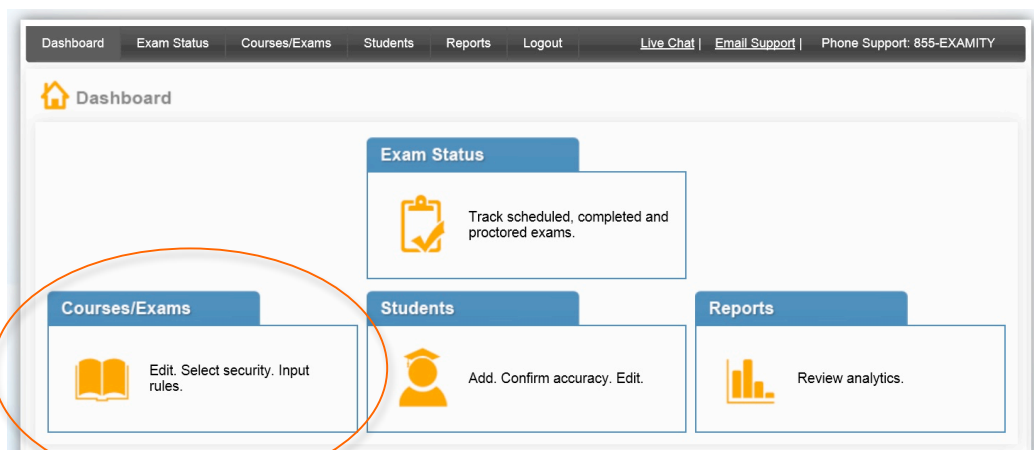 Dashboard Exam Status Courses/Exams Students Reports Logout Live Chat | Email Support | Phone Support: 855-EXAMITY
Dashboard
Exam Status
Track scheduled, completed and
proctored exams.
Courses/Exams
Edit. Select security. Input
rules.
Students
Add. Confirm accuracy. Edit.
Reports
Review analytics.